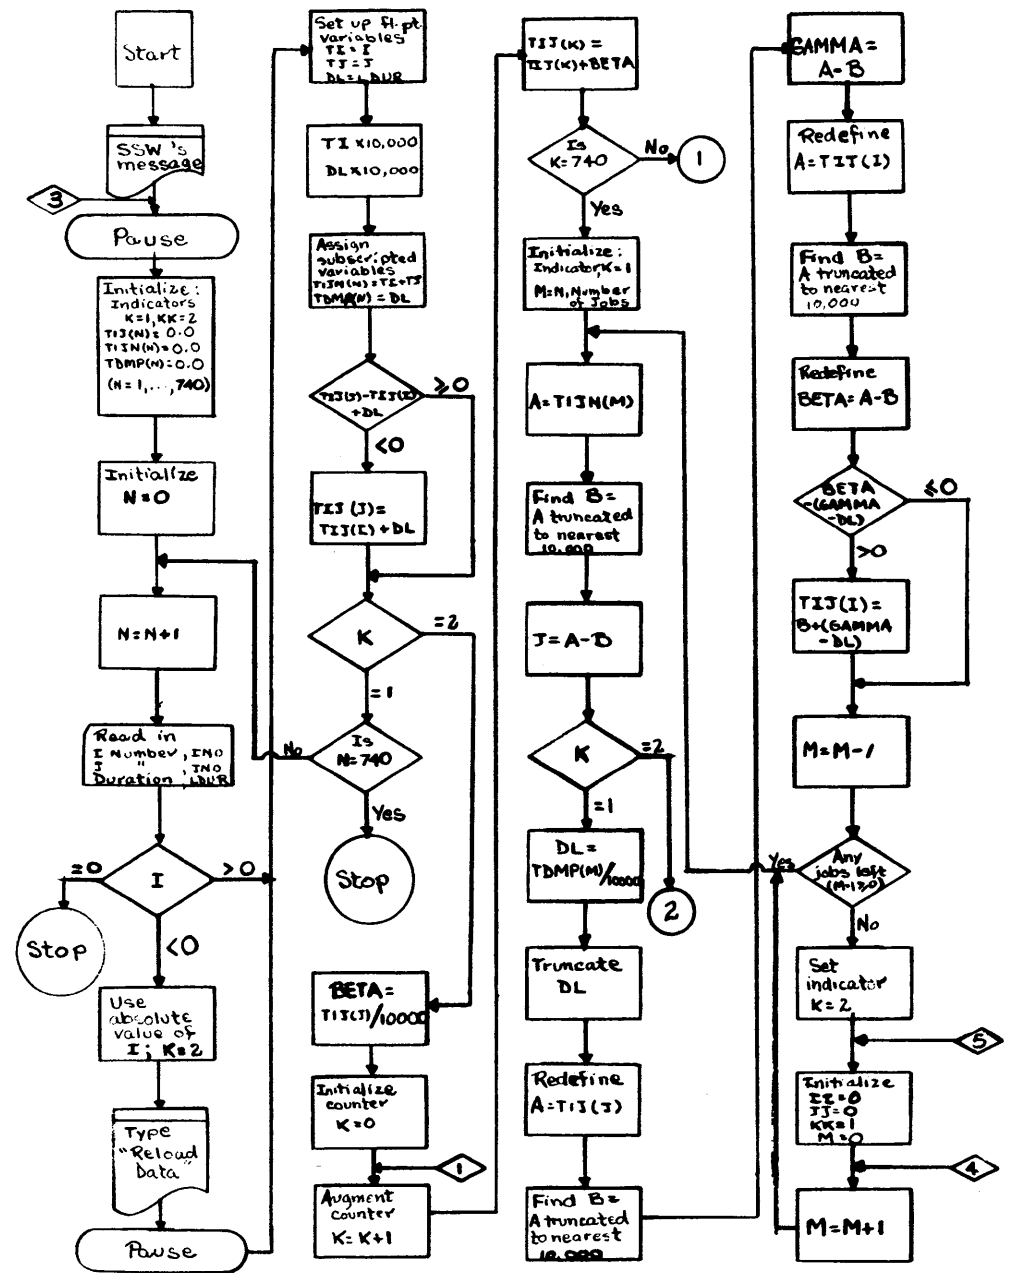 Start
SSW's
message
3
Pause
Initialize:
Indicators
K=1, KK=2
TIJ(N)=0.0
TIJN(N)=0.0
TDMP(N)=0.0
(N=1,...,740)
Initialize
N=0
N=N+1
Read in
I Number, INO
J " , JNO
Duration, LDUR
I
=0
>0
Stop
<0
Use
absolute
value of
I; K=2
Type
"Reload
Data"
Pause
Set up fl.pt.
variables
TI=I
TJ=J
DL=LDUR
TI×10,000
DL×10,000
Assign
subscripted
variables
TIJN(N)=TI+TJ
TDMP(N)=DL
TIJ(J)-TIJ(I)
+DL
≥0
<0
TIJ(J)=
TIJ(I)+DL
K
=2
=1
Is
N=740
No
Yes
Stop
BETA=
TIJ(J)/10000
Initialize
counter
K=0
1
Augment
counter
K=K+1
TIJ(K)=
TIJ(K)+BETA
Is
K=740
No
1
Yes
Initialize:
Indicator, K=1
M=N, Number
of Jobs
A=TIJN(M)
Find B=
A truncated
to nearest
10,000
J=A-B
K
=2
=1
DL=
TDMP(M)/10000
2
Truncate
DL
Redefine
A=TIJ(J)
Find B=
A truncated
to nearest
10,000
GAMMA=
A-B
Redefine
A=TIJ(I)
Find B=
A truncated
to nearest
10,000
Redefine
BETA=A-B
BETA
-(GAMMA
-DL)
≤0
>0
TIJ(I)=
B+(GAMMA
-DL)
M=M-1
Any
jobs left
(M-1≥0)
Yes
No
Set
indicator
K=2
5
Initialize
II=0
JJ=0
KK=1
M=0
4
M=M+1